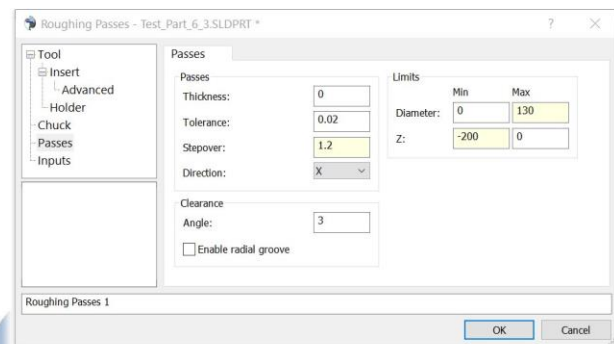 Roughing Passes - Test_Part_6_3.SLDPRT *
? ×
Tool
Insert
Advanced
Holder
Chuck
Passes
Inputs
Passes
Passes
Thickness: 0
Tolerance: 0.02
Stepover: 1.2
Direction: X
Clearance
Angle: 3
Enable radial groove
Limits
Min Max
Diameter: 0 130
Z: -200 0
Roughing Passes 1
OK Cancel